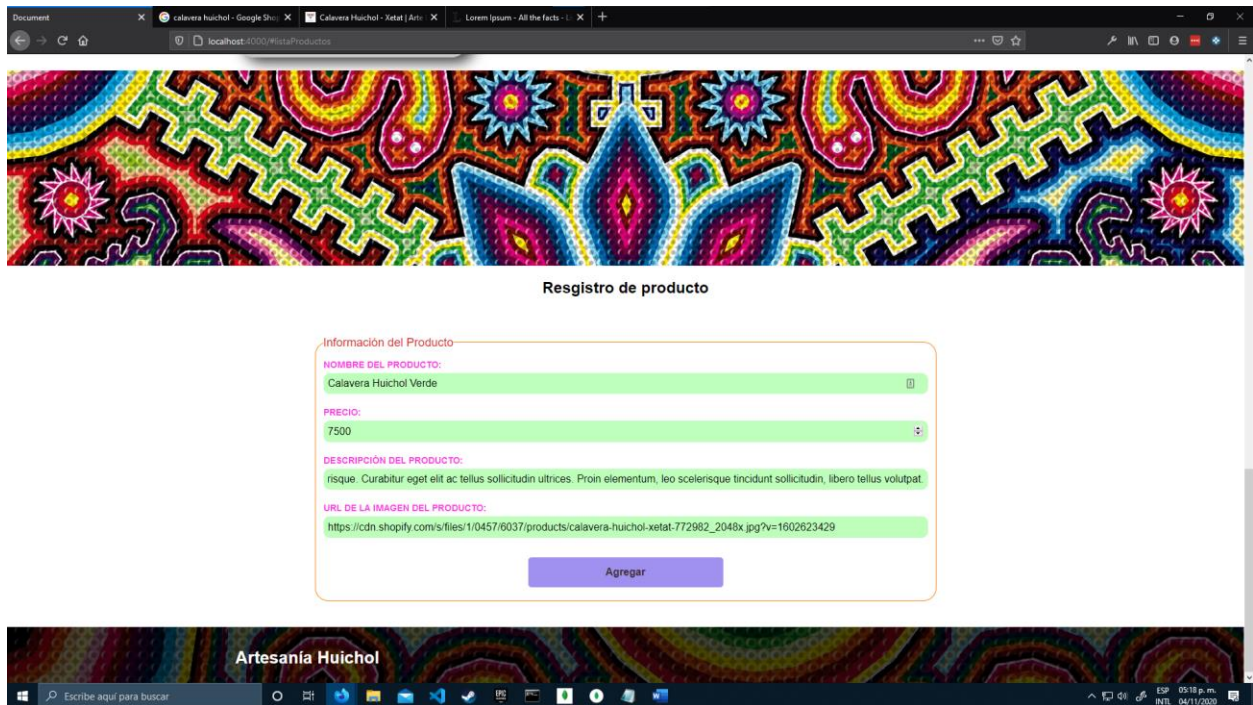 Document
calavera huichol - Google Shop
Calavera Huichol - Xetat | Arte
Lorem Ipsum - All the facts - Li
localhost:4000/#listaProductos
Resgistro de producto
Información del Producto
NOMBRE DEL PRODUCTO:
Calavera Huichol Verde
PRECIO:
7500
DESCRIPCIÓN DEL PRODUCTO:
risque. Curabitur eget elit ac tellus sollicitudin ultrices. Proin elementum, leo scelerisque tincidunt sollicitudin, libero tellus volutpat.
URL DE LA IMAGEN DEL PRODUCTO:
https://cdn.shopify.com/s/files/1/0457/6037/products/calavera-huichol-xetat-772982_2048x.jpg?v=1602623429
Agregar
Artesanía Huichol
Escribe aquí para buscar
EPIC
ESP
INTL
05:18 p. m.
04/11/2020